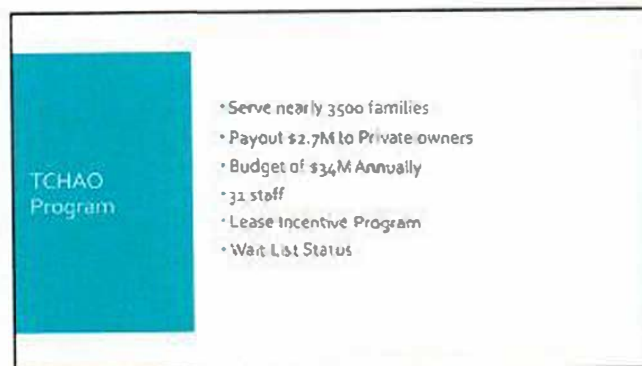 TCHAO
Program
• Serve nearly 3500 families
• Payout $2.7M to Private owners
• Budget of $34M Annually
• 31 staff
• Lease Incentive Program
• Wait List Status